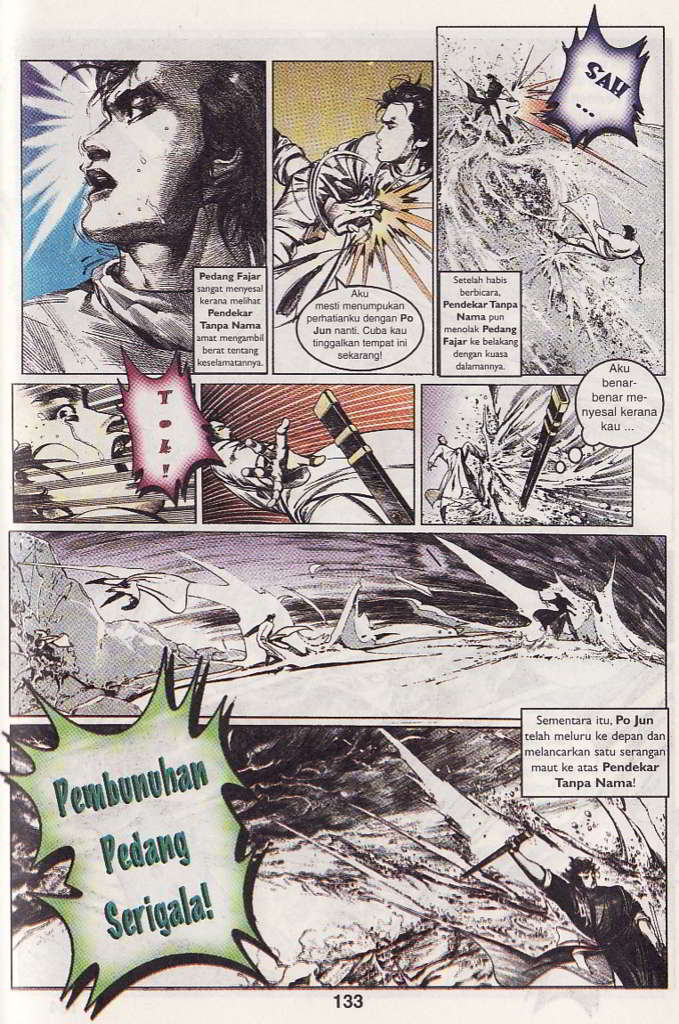 Pedang Fajar
sangat menyesal
kerana melihat
Pendekar
Tanpa Nama
amat mengambil
berat tentang
keselamatannya.
Aku
mesti menumpukan
perhatianku dengan Po
Jun nanti. Cuba kau
tinggalkan tempat ini
sekarang!
SAH
...
Setelah habis
berbicara,
Pendekar Tanpa
Nama pun
menolak Pedang
Fajar ke belakang
dengan kuasa
dalamannya.
Tok!
Aku
benar-
benar me-
nyesal kerana
kau ...
Sementara itu, Po Jun
telah meluru ke depan dan
melancarkan satu serangan
maut ke atas Pendekar
Tanpa Nama!
Pembunuhan
Pedang
Serigala!
133